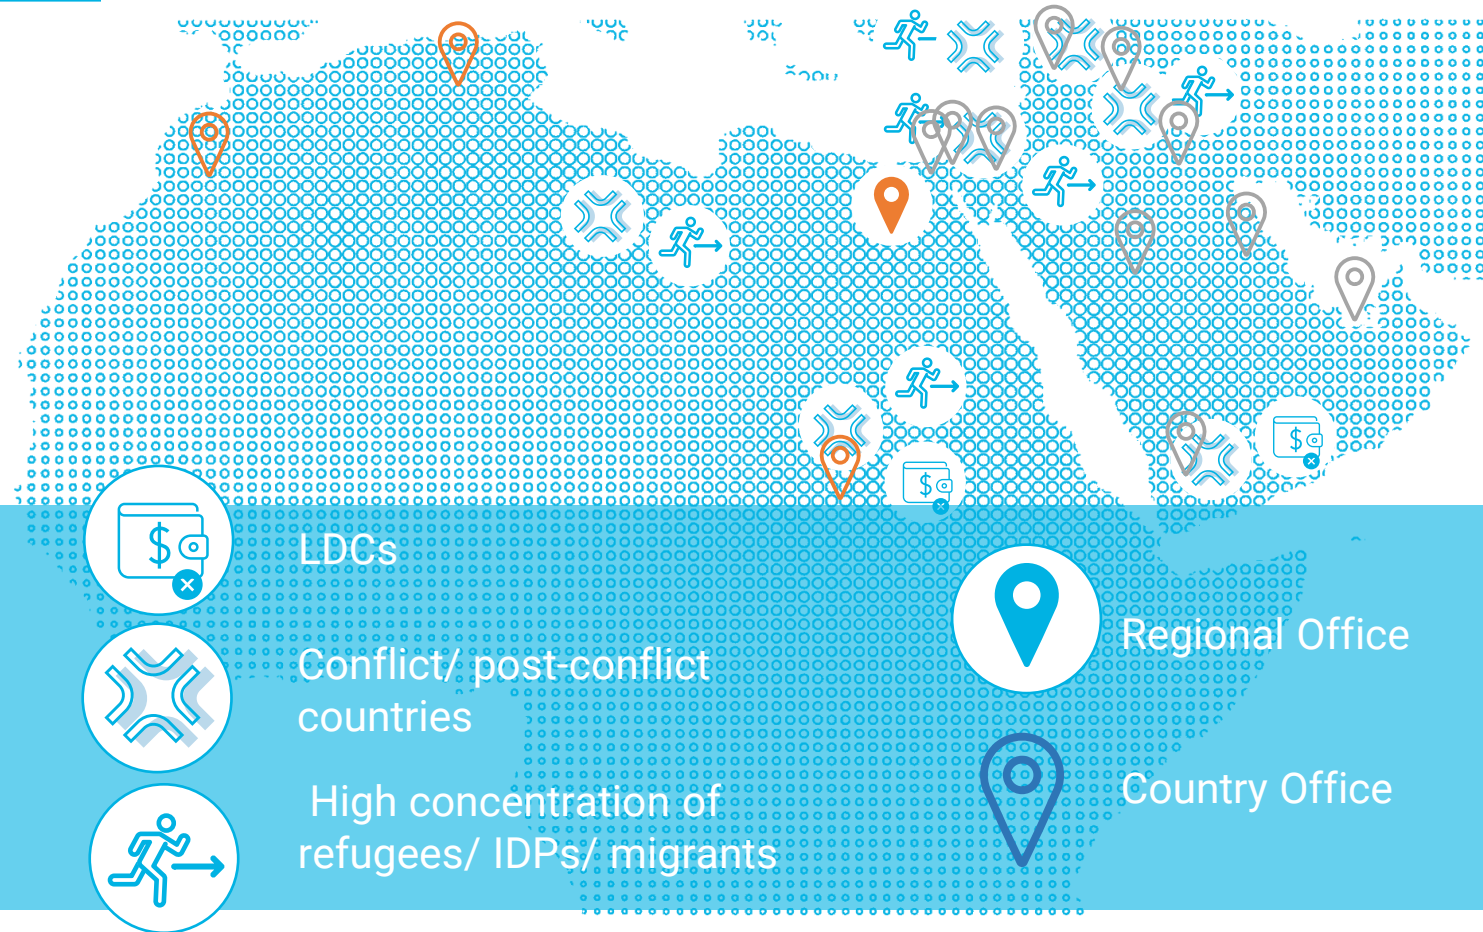 LDCs
Conflict/ post-conflict
countries
High concentration of
refugees/ IDPs/ migrants
Regional Office
Country Office